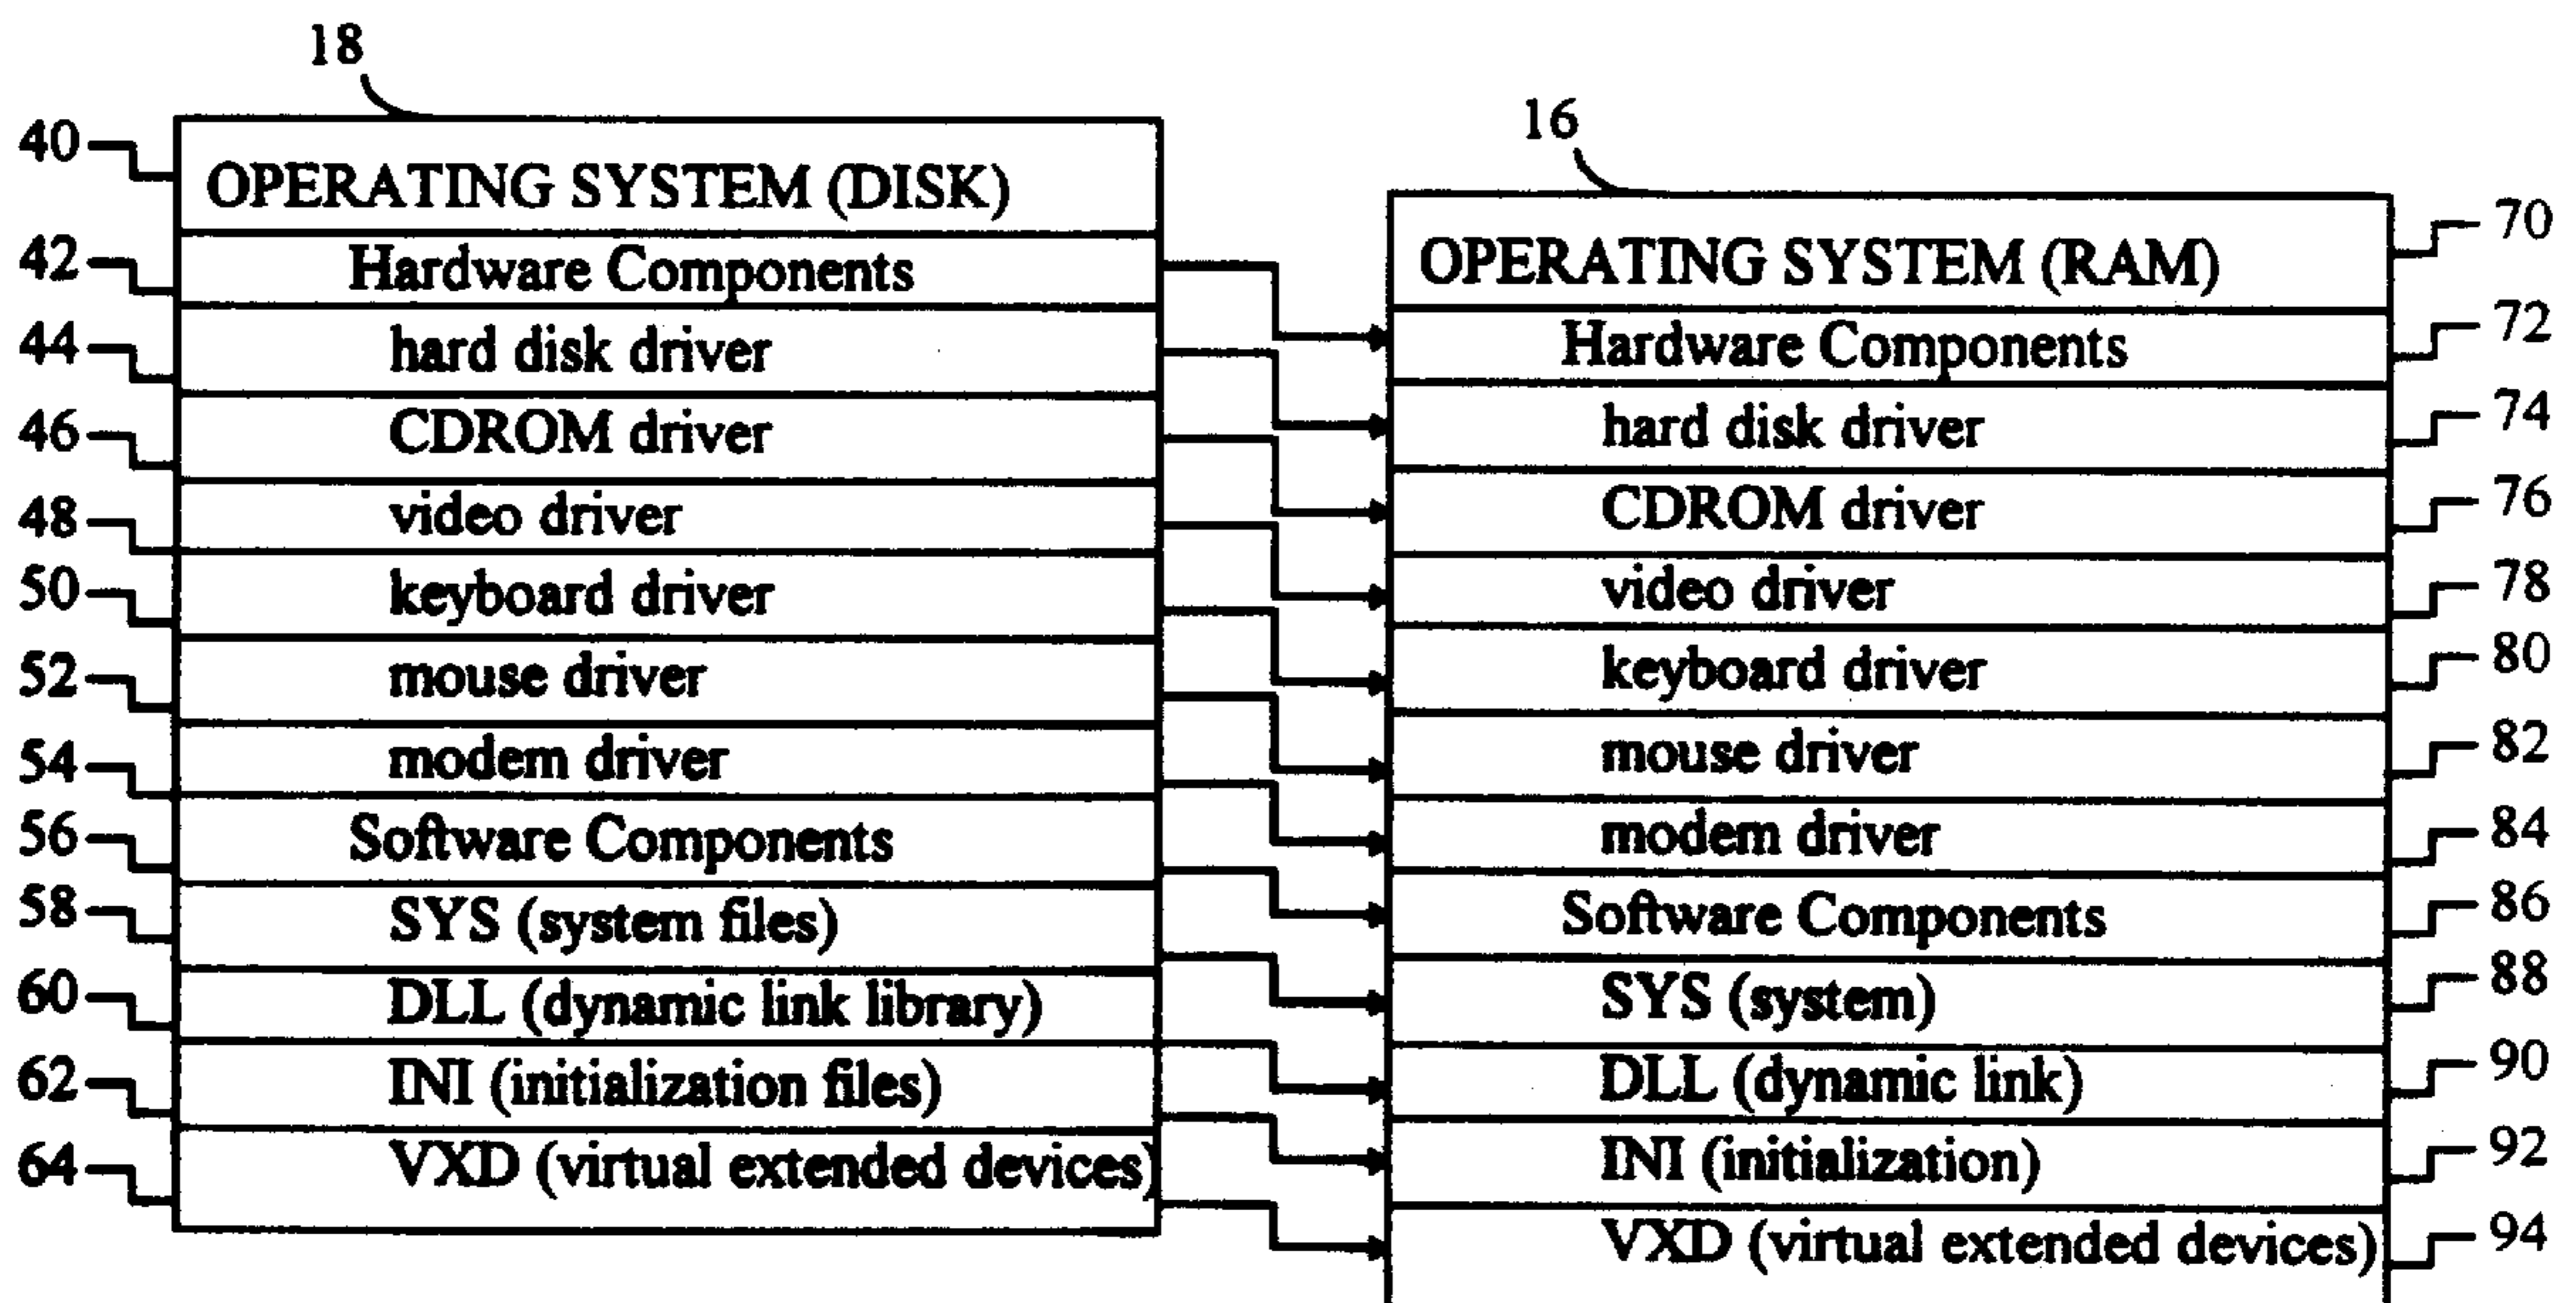 18
40 OPERATING SYSTEM (DISK)
42 Hardware Components
44 hard disk driver
46 CDROM driver
48 video driver
50 keyboard driver
52 mouse driver
54 modem driver
56 Software Components
58 SYS (system files)
60 DLL (dynamic link library)
62 INI (initialization files)
64 VXD (virtual extended devices)
16
OPERATING SYSTEM (RAM) 70
Hardware Components 72
hard disk driver 74
CDROM driver 76
video driver 78
keyboard driver 80
mouse driver 82
modem driver 84
Software Components 86
SYS (system) 88
DLL (dynamic link) 90
INI (initialization) 92
VXD (virtual extended devices) 94